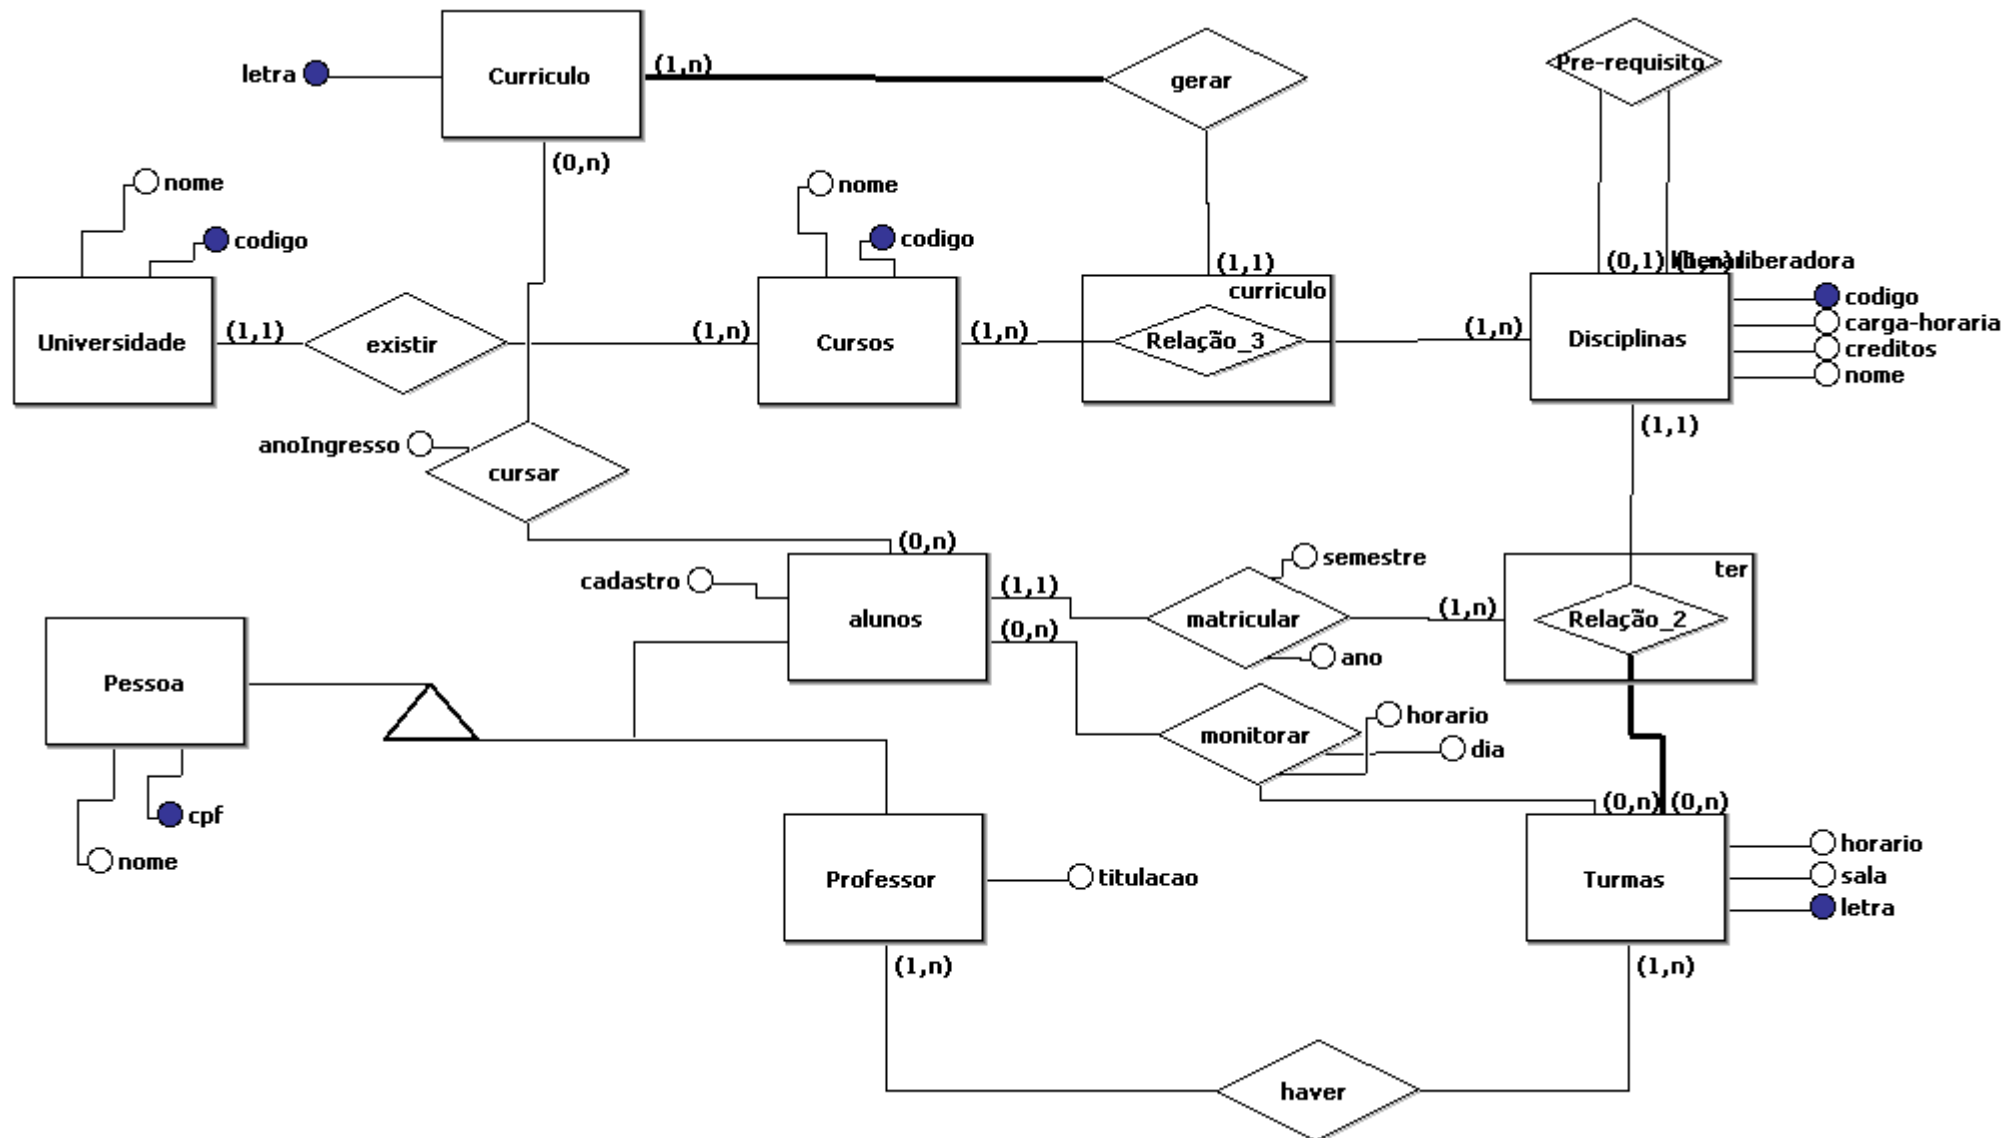 Curriculo
letra
(1,n)
gerar
Pre-requisito
(0,n)
nome
codigo
nome
codigo
(1,1)
curriculo
(0,1)
liberadora
Universidade
(1,1)
existir
(1,n)
Cursos
(1,n)
Relação_3
(1,n)
Disciplinas
codigo
carga-horaria
creditos
nome
(1,1)
anoIngresso
cursar
(0,n)
cadastro
alunos
(1,1)
(0,n)
semestre
matricular
ano
(1,n)
ter
Relação_2
Pessoa
cpf
nome
monitorar
horario
dia
(0,n)
(0,n)
Professor
titulacao
Turmas
horario
sala
letra
(1,n)
(1,n)
haver